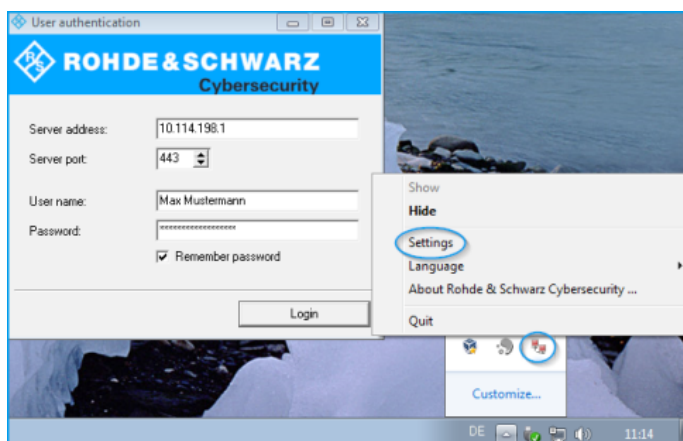 User authentication
R&S
ROHDE & SCHWARZ
Cybersecurity
Server address:
10.114.198.1
Server port:
443
User name:
Max Mustermann
Password:
******************
Remember password
Login
Show
Hide
Settings
Language
About Rohde & Schwarz Cybersecurity ...
Quit
Customize...
DE
11:14